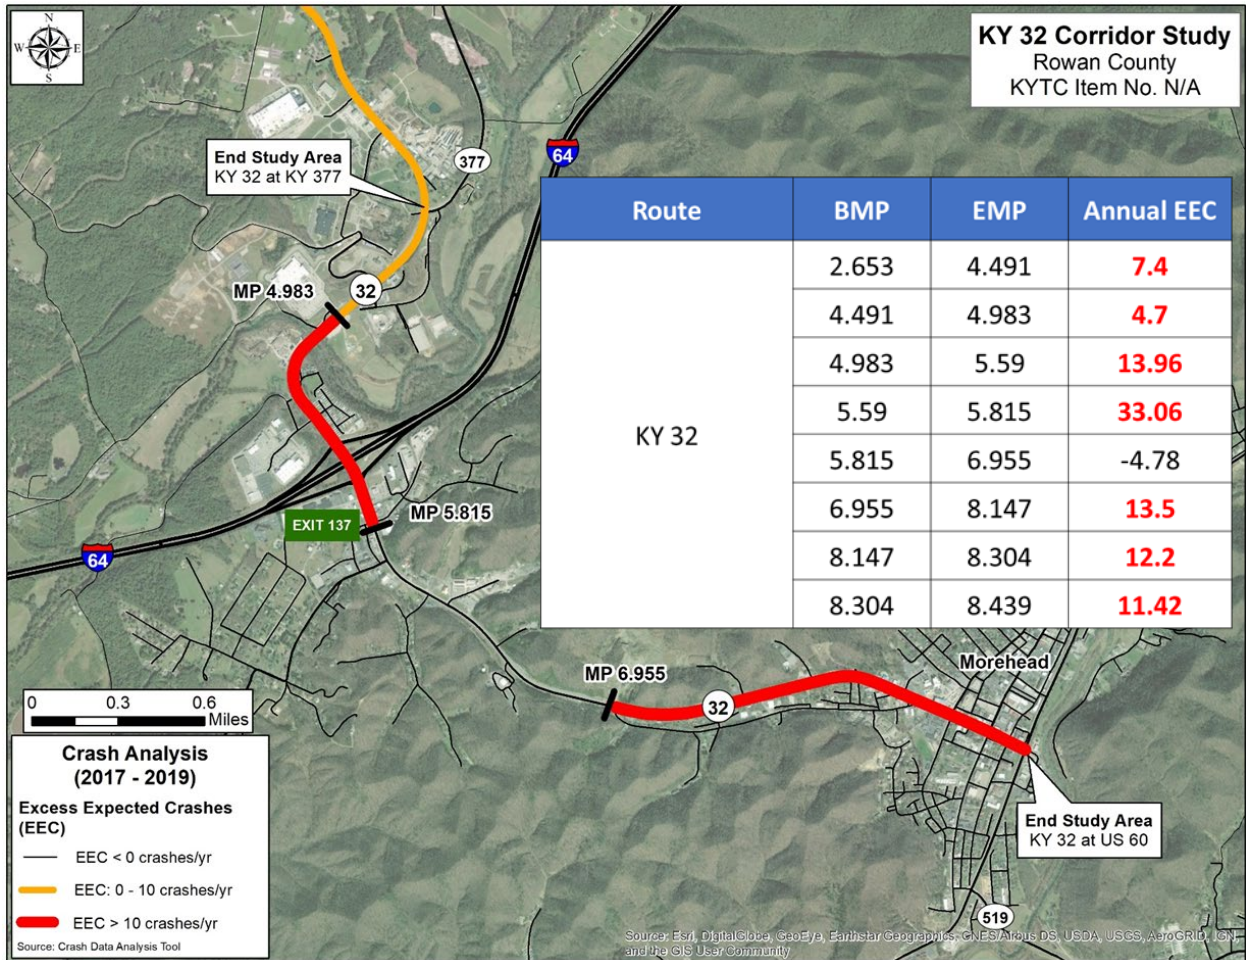 N
W E
S
KY 32 Corridor Study
Rowan County
KYTC Item No. N/A
End Study Area
KY 32 at KY 377
377
64
Route BMP EMP Annual EEC
KY 32
2.653 4.491 7.4
4.491 4.983 4.7
4.983 5.59 13.96
5.59 5.815 33.06
5.815 6.955 -4.78
6.955 8.147 13.5
8.147 8.304 12.2
8.304 8.439 11.42
MP 4.983
32
EXIT 137
MP 5.815
64
MP 6.955
32
Morehead
End Study Area
KY 32 at US 60
519
0 0.3 0.6
Miles
Crash Analysis
(2017 - 2019)
Excess Expected Crashes
(EEC)
EEC < 0 crashes/yr
EEC: 0 - 10 crashes/yr
EEC > 10 crashes/yr
Source: Crash Data Analysis Tool
Source: Esri, DigitalGlobe, GeoEye, Earthstar Geographics, CNES/Airbus DS, USDA, USGS, AeroGRID, IGN,
and the GIS User Community